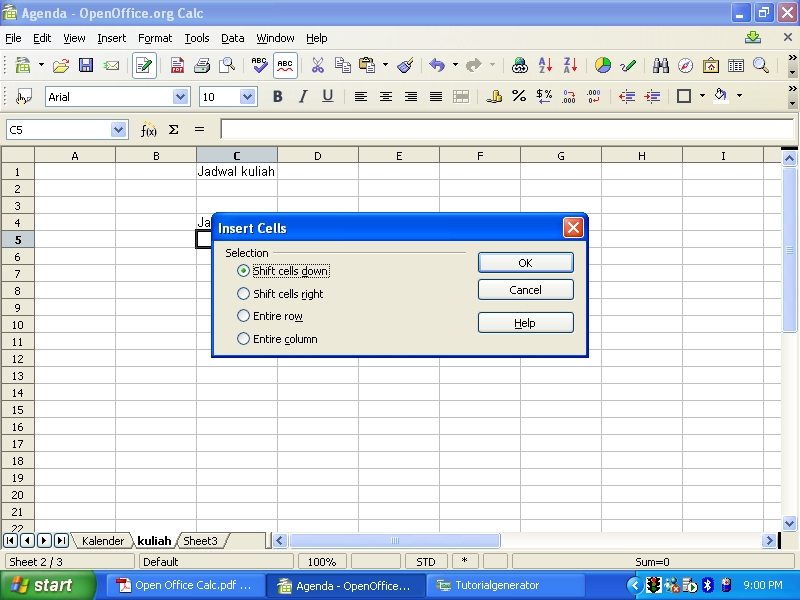 Agenda - OpenOffice.org Calc
File Edit View Insert Format Tools Data Window Help
Arial 10 B I U
C5 f(x) Σ =
A B C D E F G H I
1 Jadwal kuliah
2
3
4 Ja
5
6
7
8
9
10
11
12
13
14
15
16
17
18
19
20
21
22
Insert Cells
Selection
Shift cells down
Shift cells right
Entire row
Entire column
OK
Cancel
Help
Kalender kuliah Sheet3
Sheet 2 / 3 Default 100% STD * Sum=0
start Open Office Calc.pdf ... Agenda - OpenOffice... Tutorialgenerator 9:00 PM